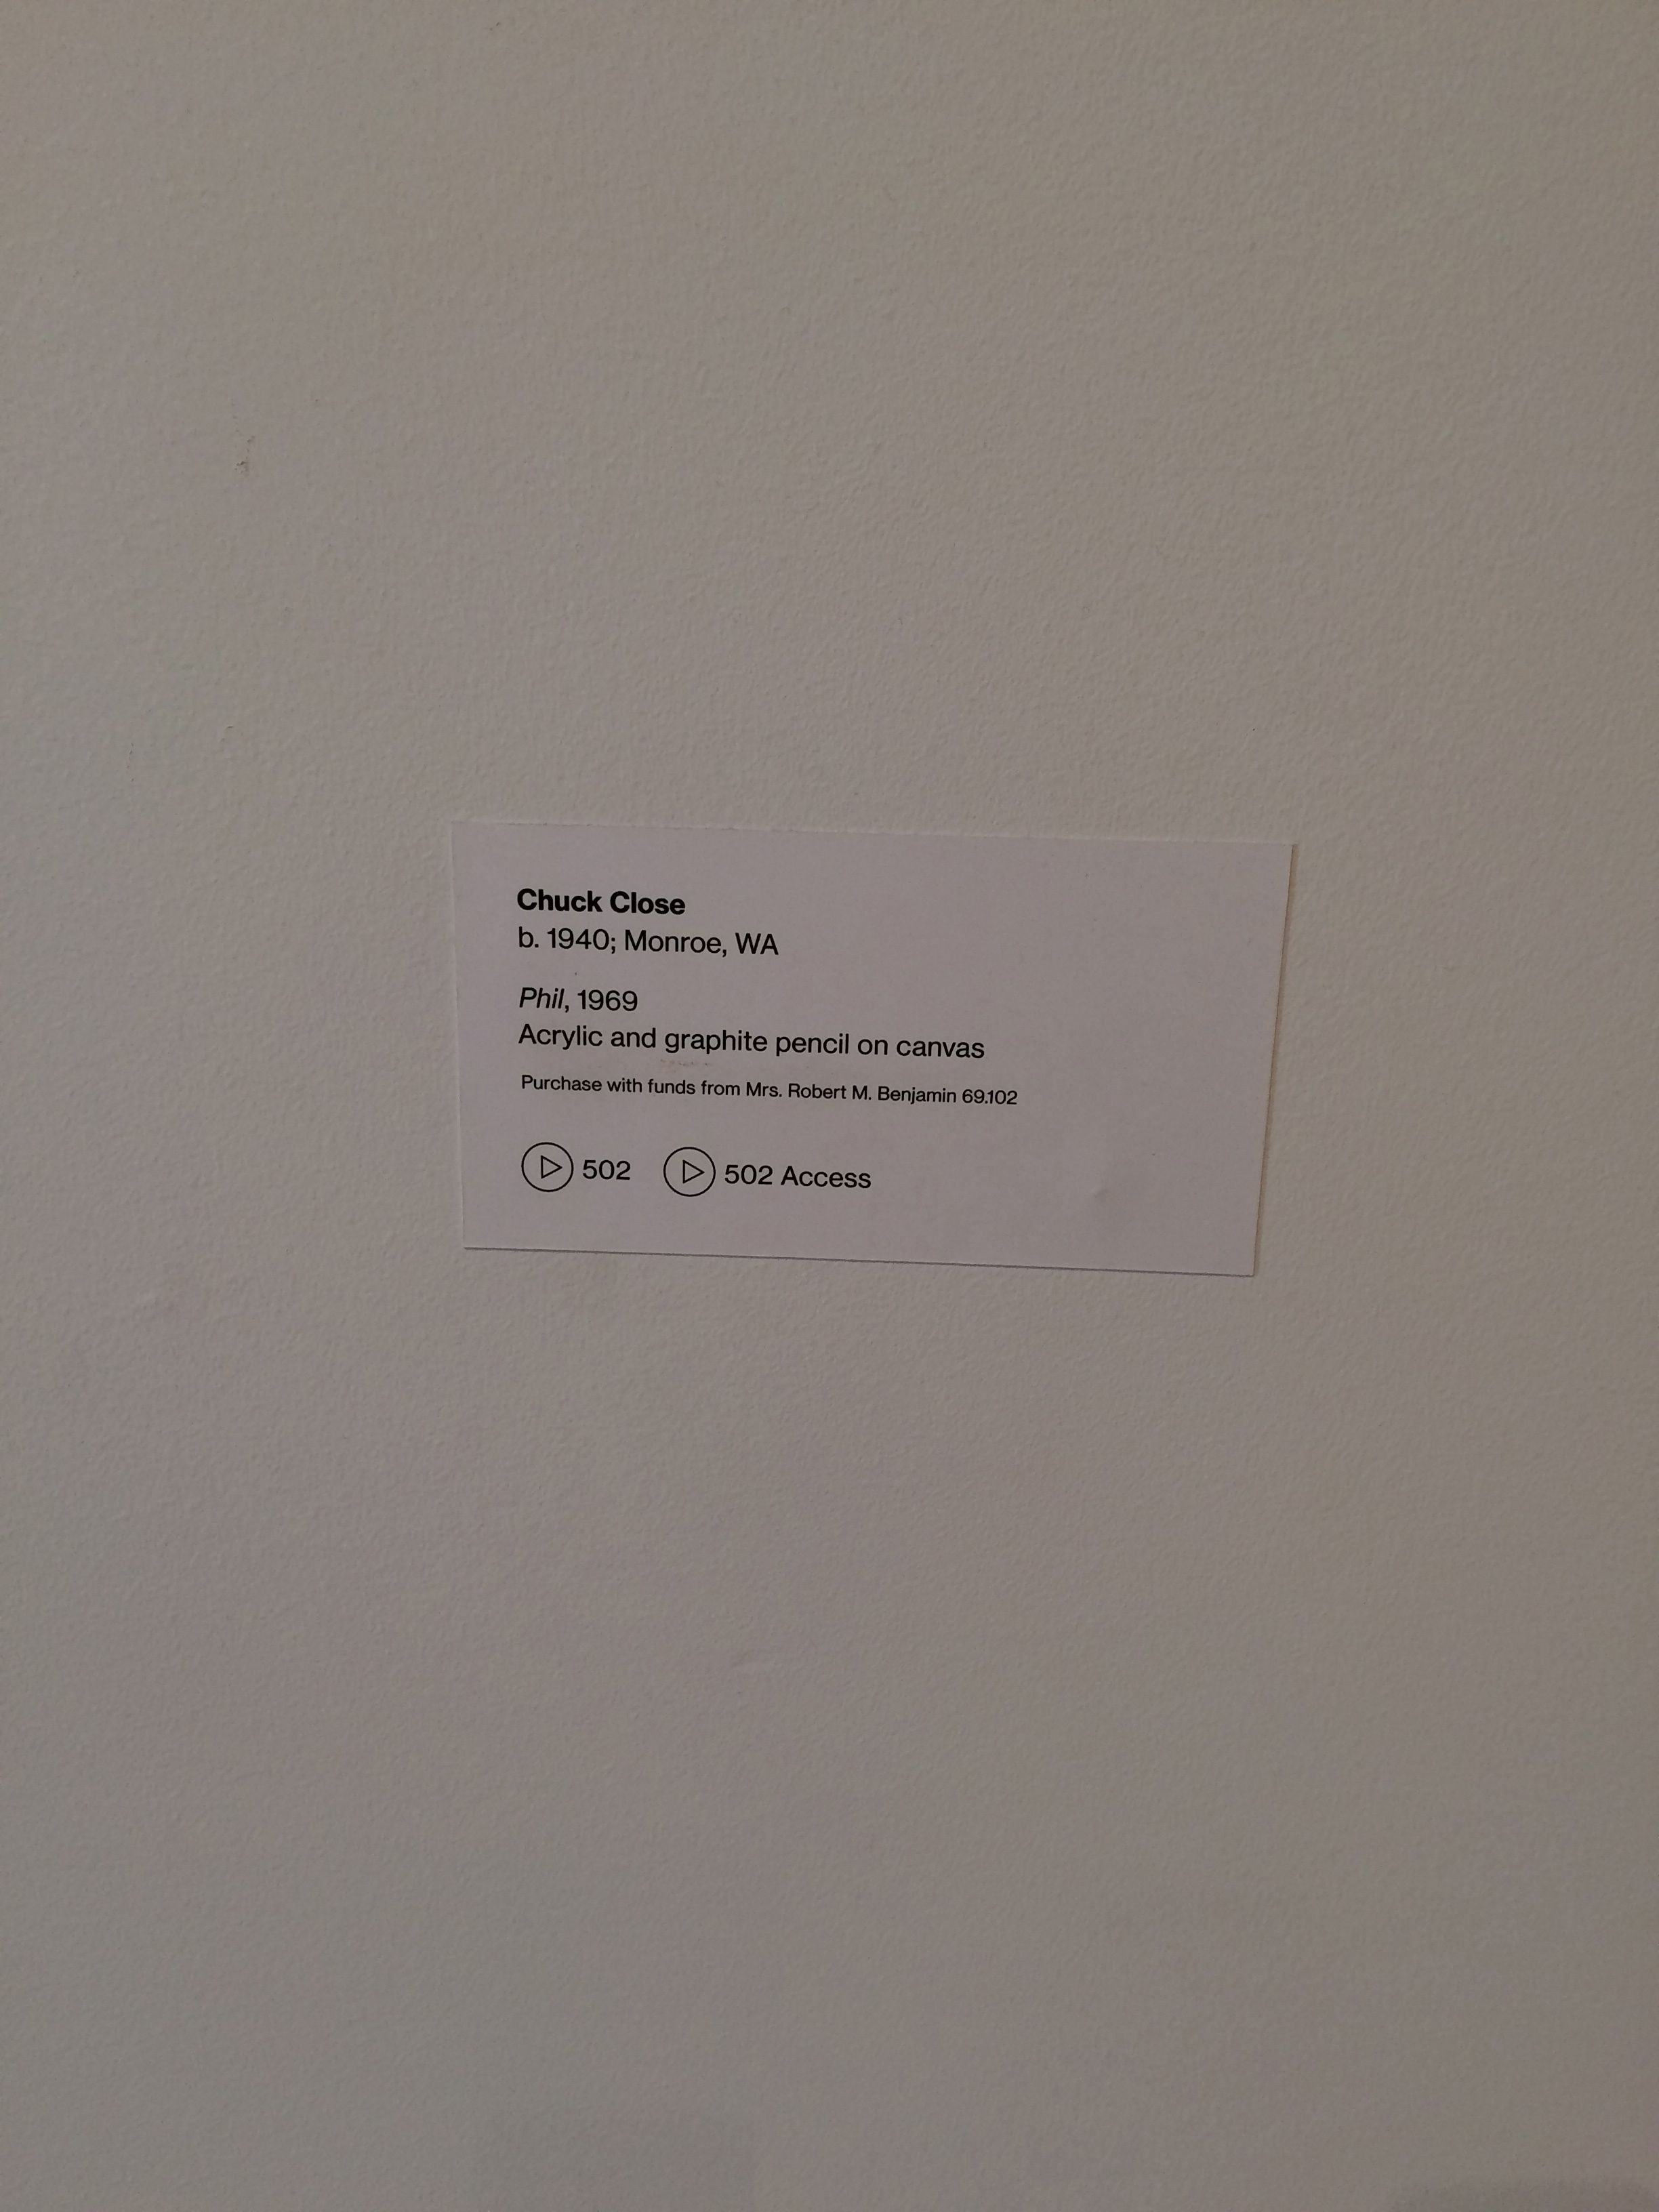 Chuck Close
b. 1940; Monroe, WA
Phil, 1969
Acrylic and graphite pencil on canvas
Purchase with funds from Mrs. Robert M. Benjamin 69.102
502 502 Access